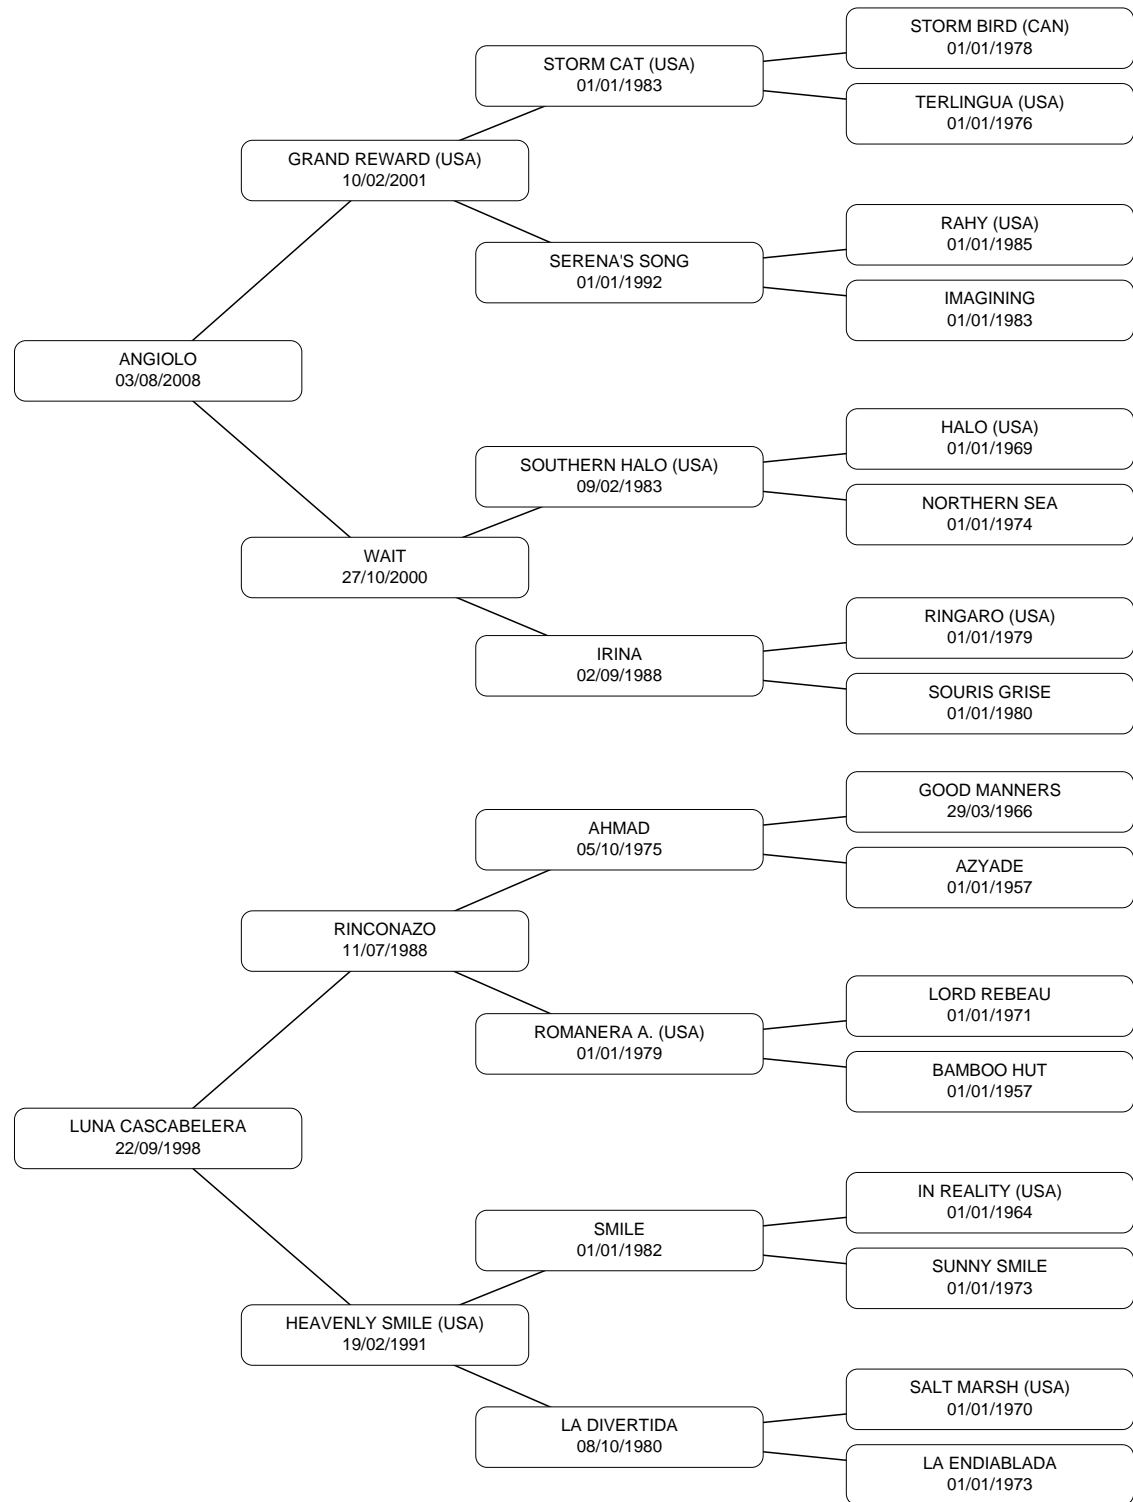 STORM BIRD (CAN)
01/01/1978
STORM CAT (USA)
01/01/1983
TERLINGUA (USA)
01/01/1976
GRAND REWARD (USA)
10/02/2001
RAHY (USA)
01/01/1985
SERENA'S SONG
01/01/1992
IMAGINING
01/01/1983
ANGIOLO
03/08/2008
HALO (USA)
01/01/1969
SOUTHERN HALO (USA)
09/02/1983
NORTHERN SEA
01/01/1974
WAIT
27/10/2000
RINGARO (USA)
01/01/1979
IRINA
02/09/1988
SOURIS GRISE
01/01/1980
GOOD MANNERS
29/03/1966
AHMAD
05/10/1975
AZYADE
01/01/1957
RINCONAZO
11/07/1988
LORD REBEAU
01/01/1971
ROMANERA A. (USA)
01/01/1979
BAMBOO HUT
01/01/1957
LUNA CASCABELERA
22/09/1998
IN REALITY (USA)
01/01/1964
SMILE
01/01/1982
SUNNY SMILE
01/01/1973
HEAVENLY SMILE (USA)
19/02/1991
SALT MARSH (USA)
01/01/1970
LA DIVERTIDA
08/10/1980
LA ENDIABLADA
01/01/1973